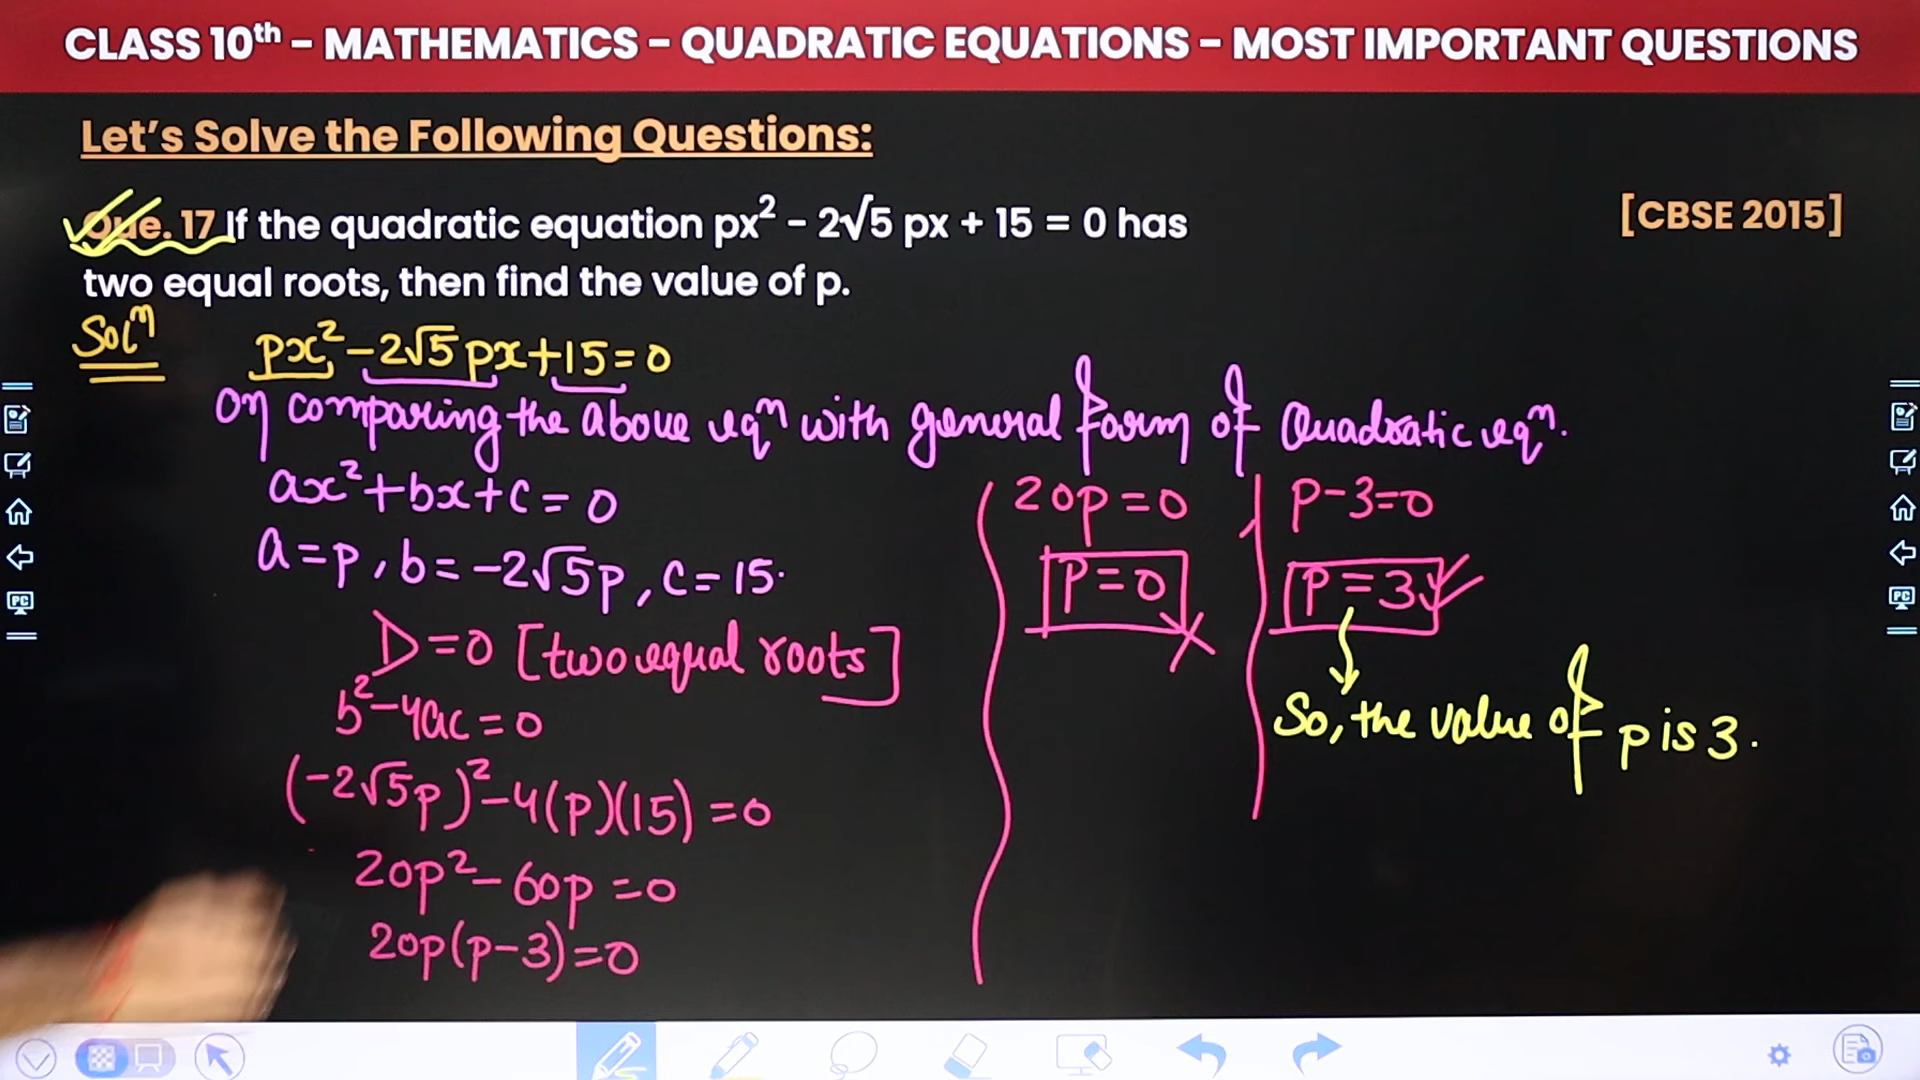 CLASS 10th - MATHEMATICS - QUADRATIC EQUATIONS - MOST IMPORTANT QUESTIONS
Let's Solve the Following Questions:
Que. 17 If the quadratic equation px² - 2√5 px + 15 = 0 has
[CBSE 2015]
two equal roots, then find the value of p.
Solⁿ
px² - 2√5 px + 15 = 0
On comparing the above eqⁿ with general form of Quadratic eqⁿ.
ax² + bx + c = 0
a = p, b = -2√5p, c = 15.
D = 0 [two equal roots]
b² - 4ac = 0
(-2√5p)² - 4(p)(15) = 0
20p² - 60p = 0
20p(p - 3) = 0
20p = 0
p = 0
p - 3 = 0
p = 3
So, the value of p is 3.
PC
PC